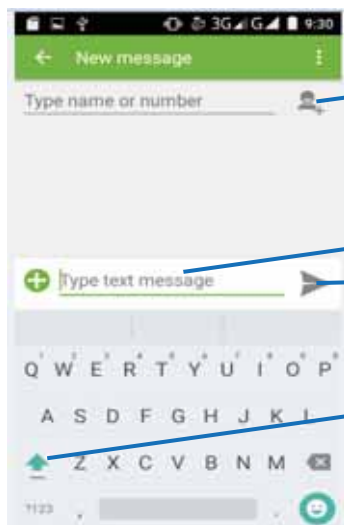 3G G 9:30
New message
Type name or number
Type text message
Q W E R T Y U I O P
A S D F G H J K L
Z X C V B N M
?123 , .